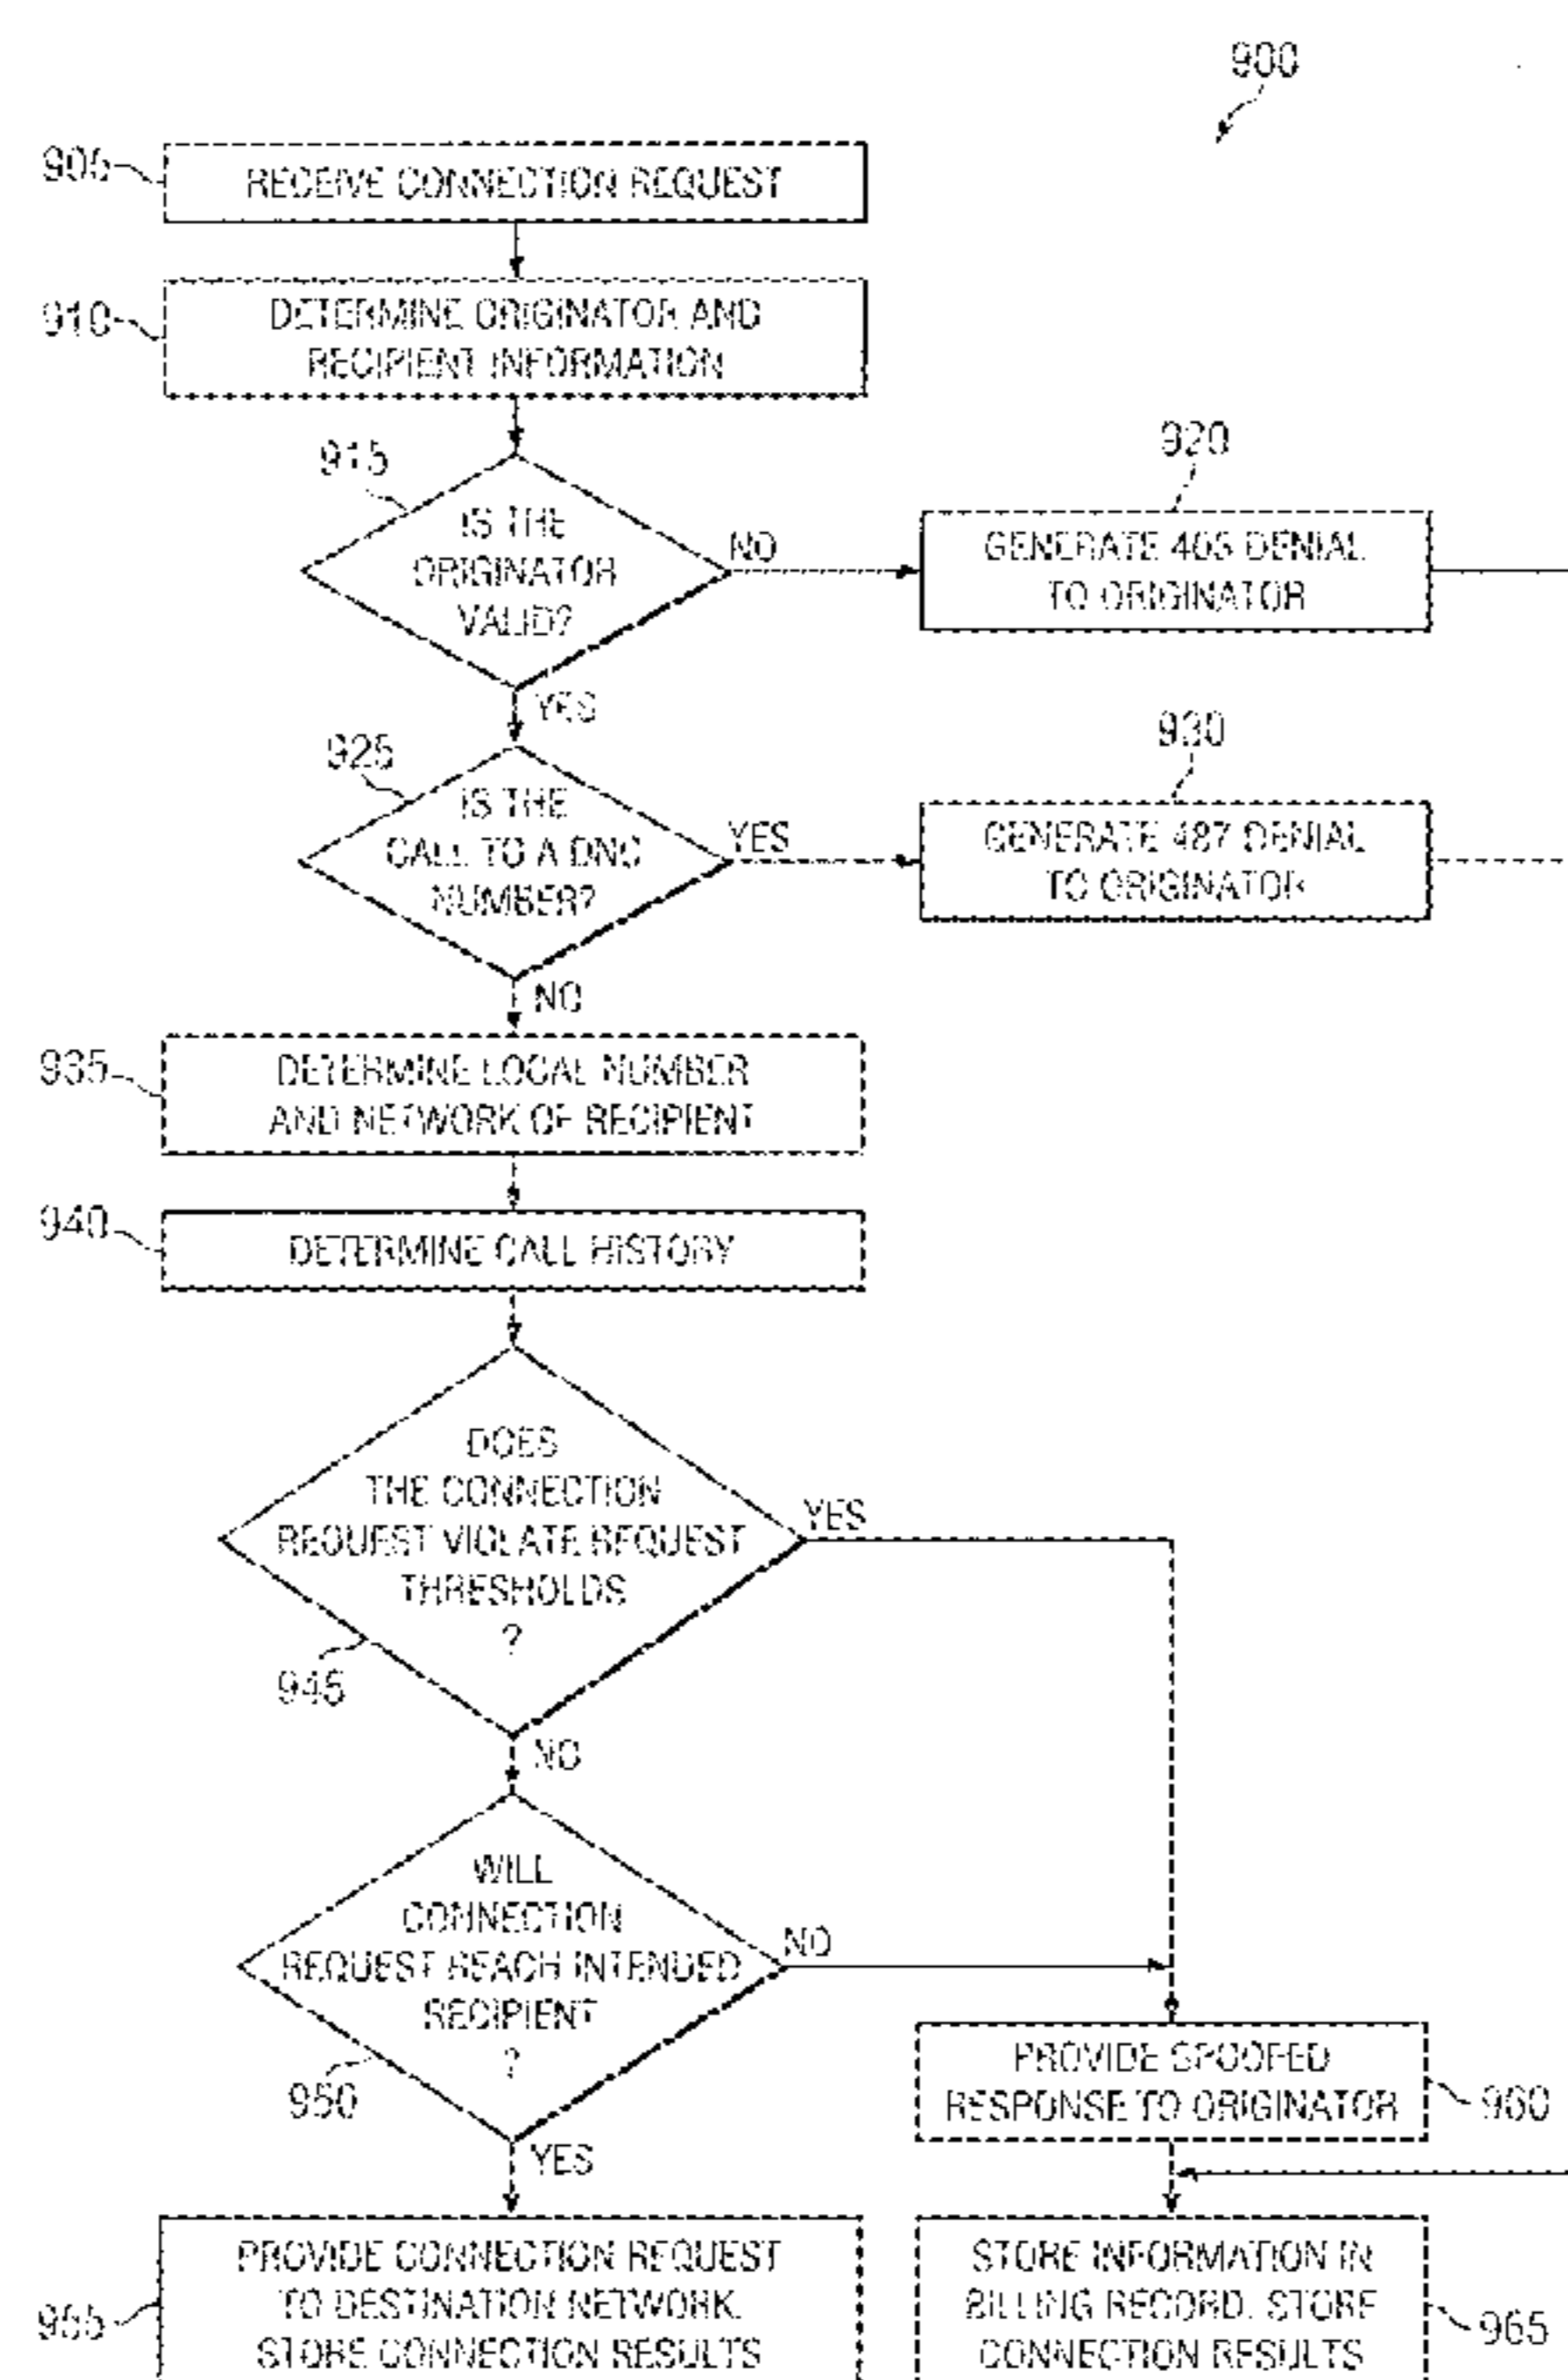 900
905
RECEIVE CONNECTION REQUEST
910
DETERMINE ORIGINATOR AND
RECIPIENT INFORMATION
915
IS THE
ORIGINATOR
VALID?
NO
920
GENERATE 403 DENIAL
TO ORIGINATOR
YES
925
IS THE
CALL TO A DNC
NUMBER?
YES
930
GENERATE 487 DENIAL
TO ORIGINATOR
NO
935
DETERMINE LOCAL NUMBER
AND NETWORK OF RECIPIENT
940
DETERMINE CALL HISTORY
DOES
THE CONNECTION
REQUEST VIOLATE REQUEST
THRESHOLDS
?
YES
945
NO
WILL
CONNECTION
REQUEST REACH INTENDED
RECIPIENT
?
NO
950
YES
PROVIDE SPOOFED
RESPONSE TO ORIGINATOR
960
955
PROVIDE CONNECTION REQUEST
TO DESTINATION NETWORK.
STORE CONNECTION RESULTS
STORE INFORMATION IN
BILLING RECORD. STORE
CONNECTION RESULTS
965